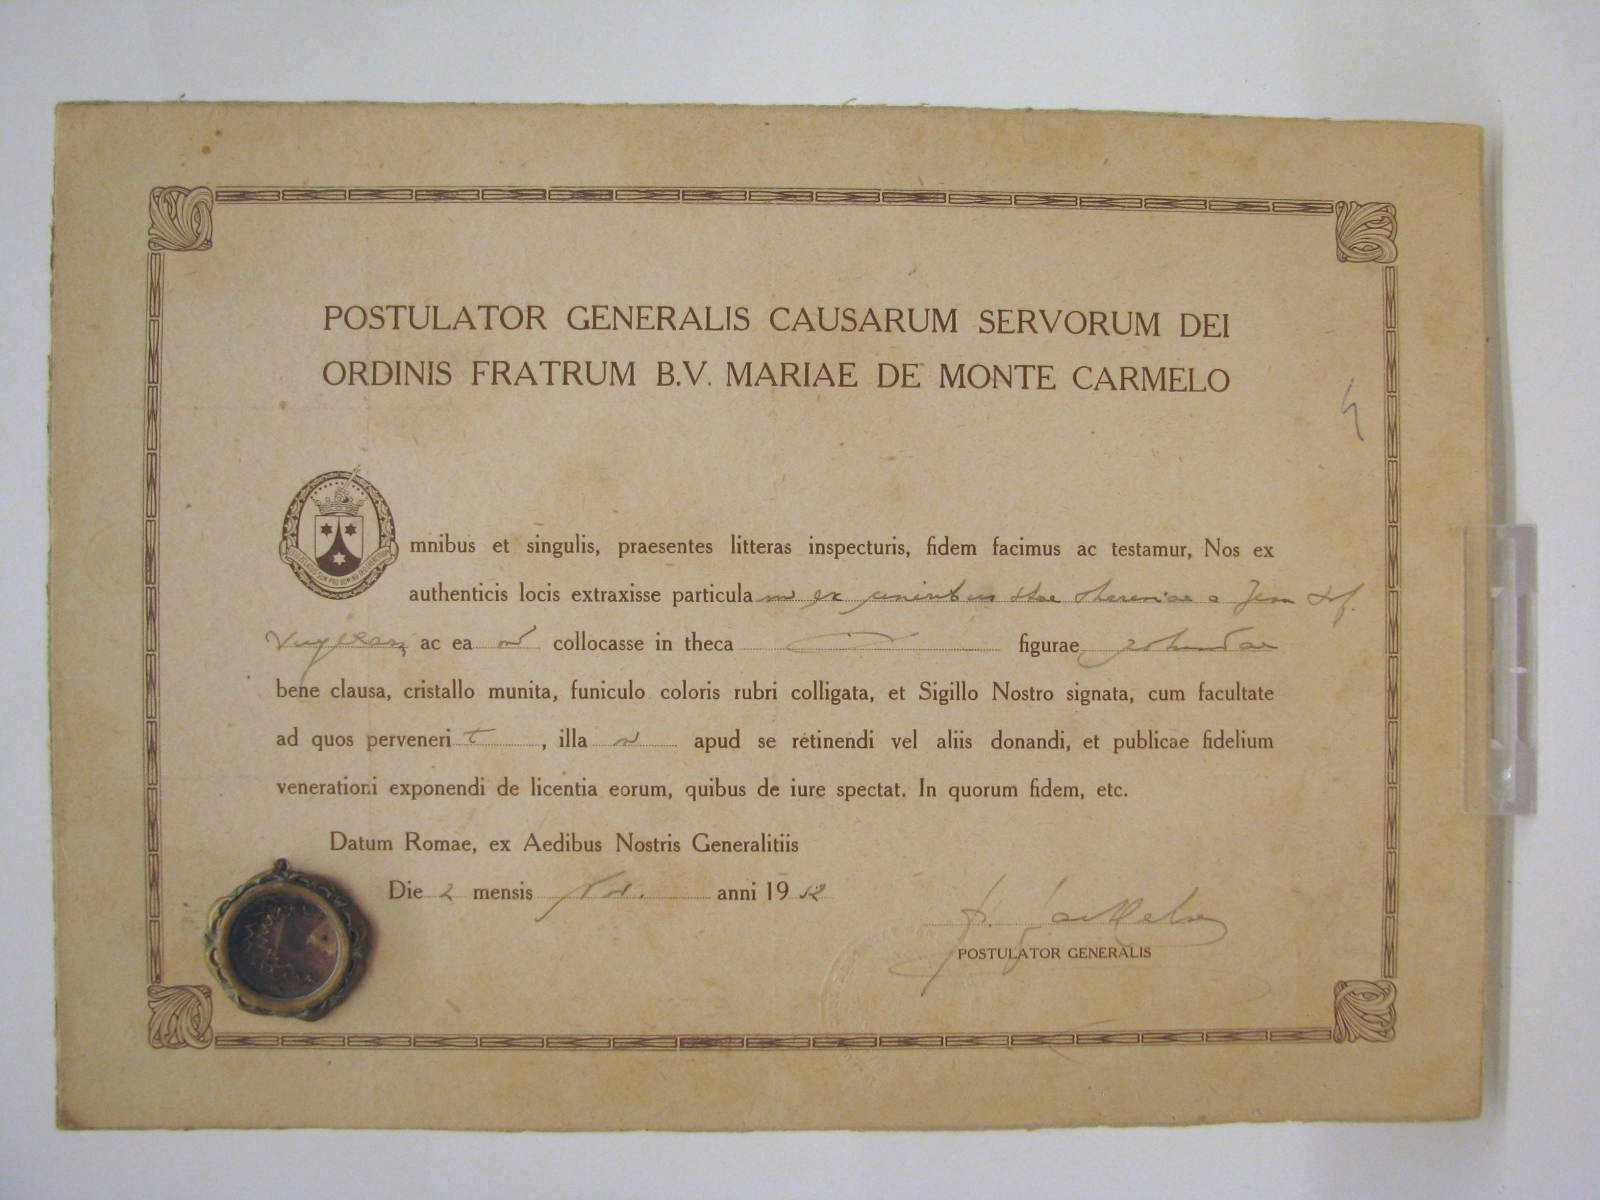 POSTULATOR GENERALIS CAUSARUM SERVORUM DEI
ORDINIS FRATRUM B.V. MARIAE DE MONTE CARMELO
mnibus et singulis, praesentes litteras inspecturis, fidem facimus ac testamur, Nos ex
authenticis locis extraxisse particula m ex
ac ea collocasse in theca figurae rotundae
bene clausa, cristallo munita, funiculo coloris rubri colligata, et Sigillo Nostro signata, cum facultate
ad quos perveneri t , illa apud se retinendi vel aliis donandi, et publicae fidelium
venerationi exponendi de licentia eorum, quibus de iure spectat. In quorum fidem, etc.
Datum Romae, ex Aedibus Nostris Generalitiis
Die 2 mensis anni 19 52
POSTULATOR GENERALIS